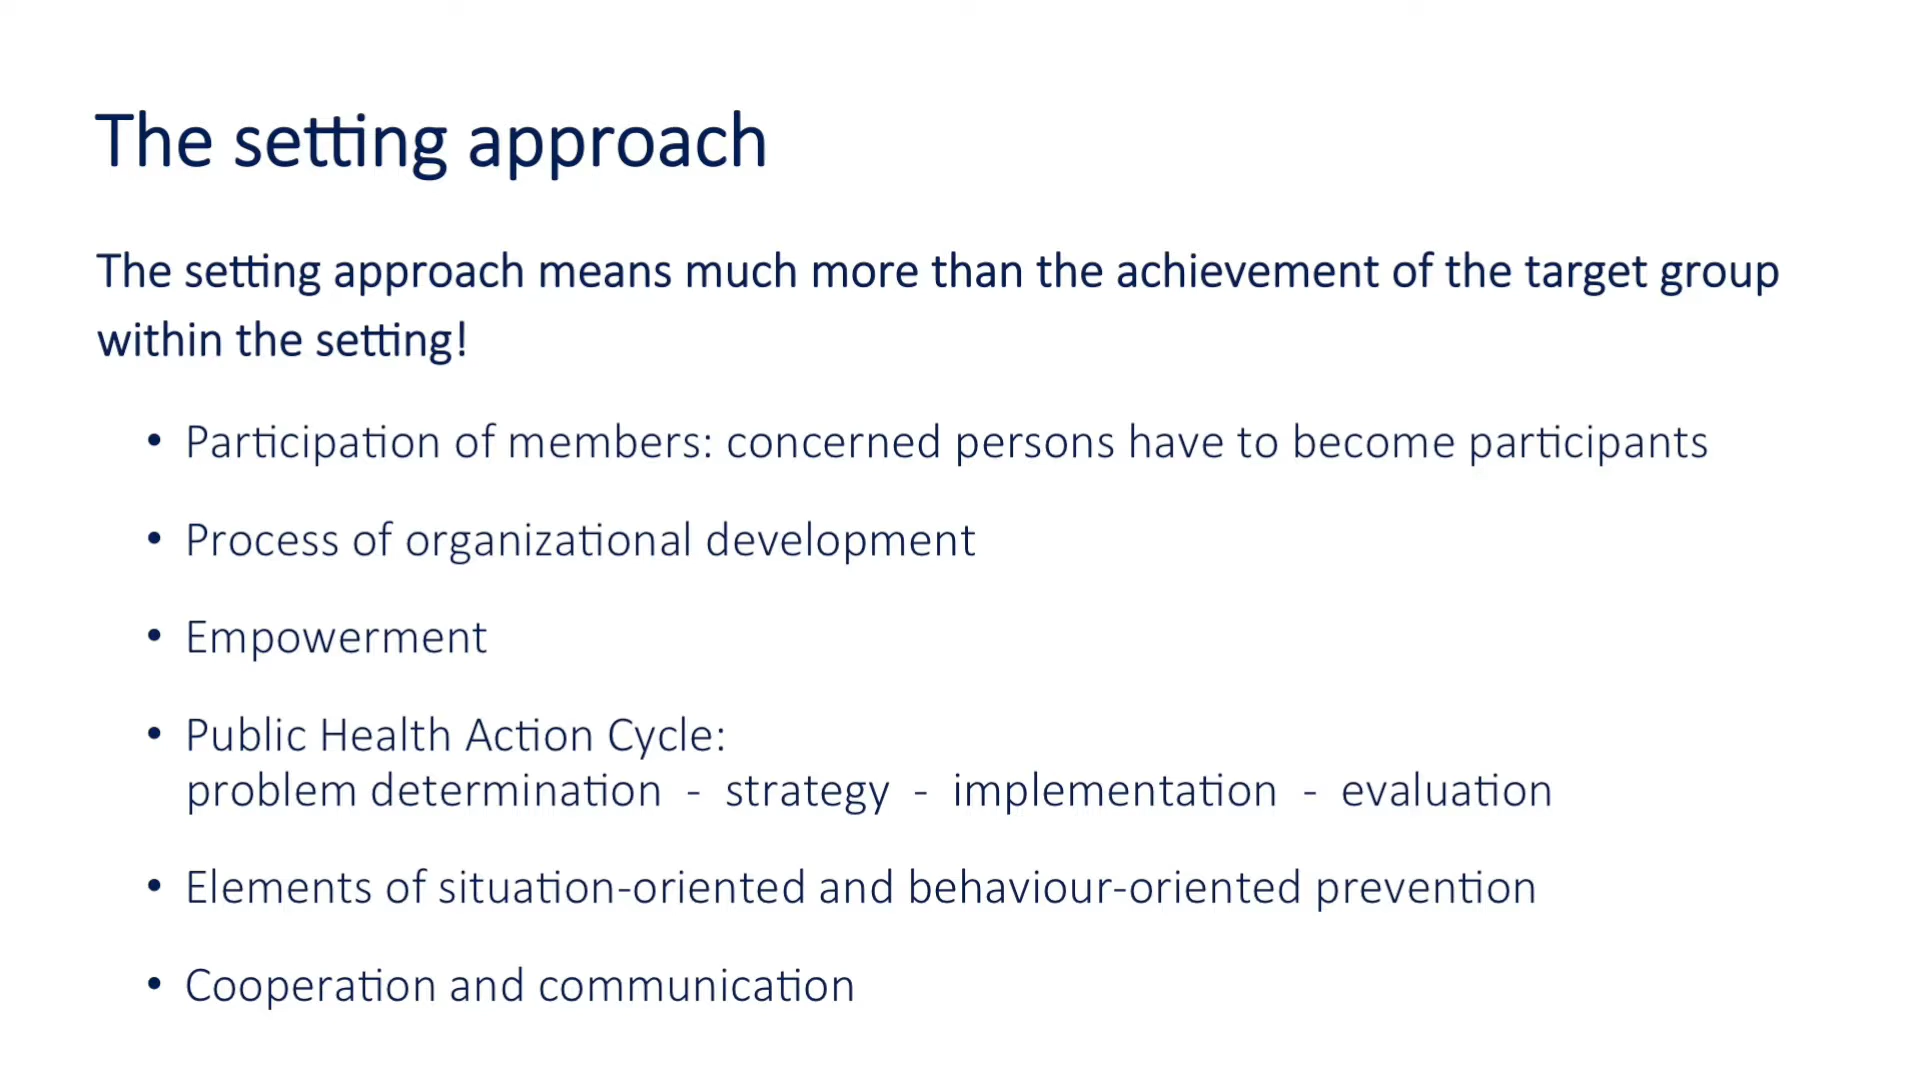 The setting approach
The setting approach means much more than the achievement of the target group
within the setting!
• Participation of members: concerned persons have to become participants
• Process of organizational development
• Empowerment
• Public Health Action Cycle:
problem determination - strategy - implementation - evaluation
• Elements of situation-oriented and behaviour-oriented prevention
• Cooperation and communication